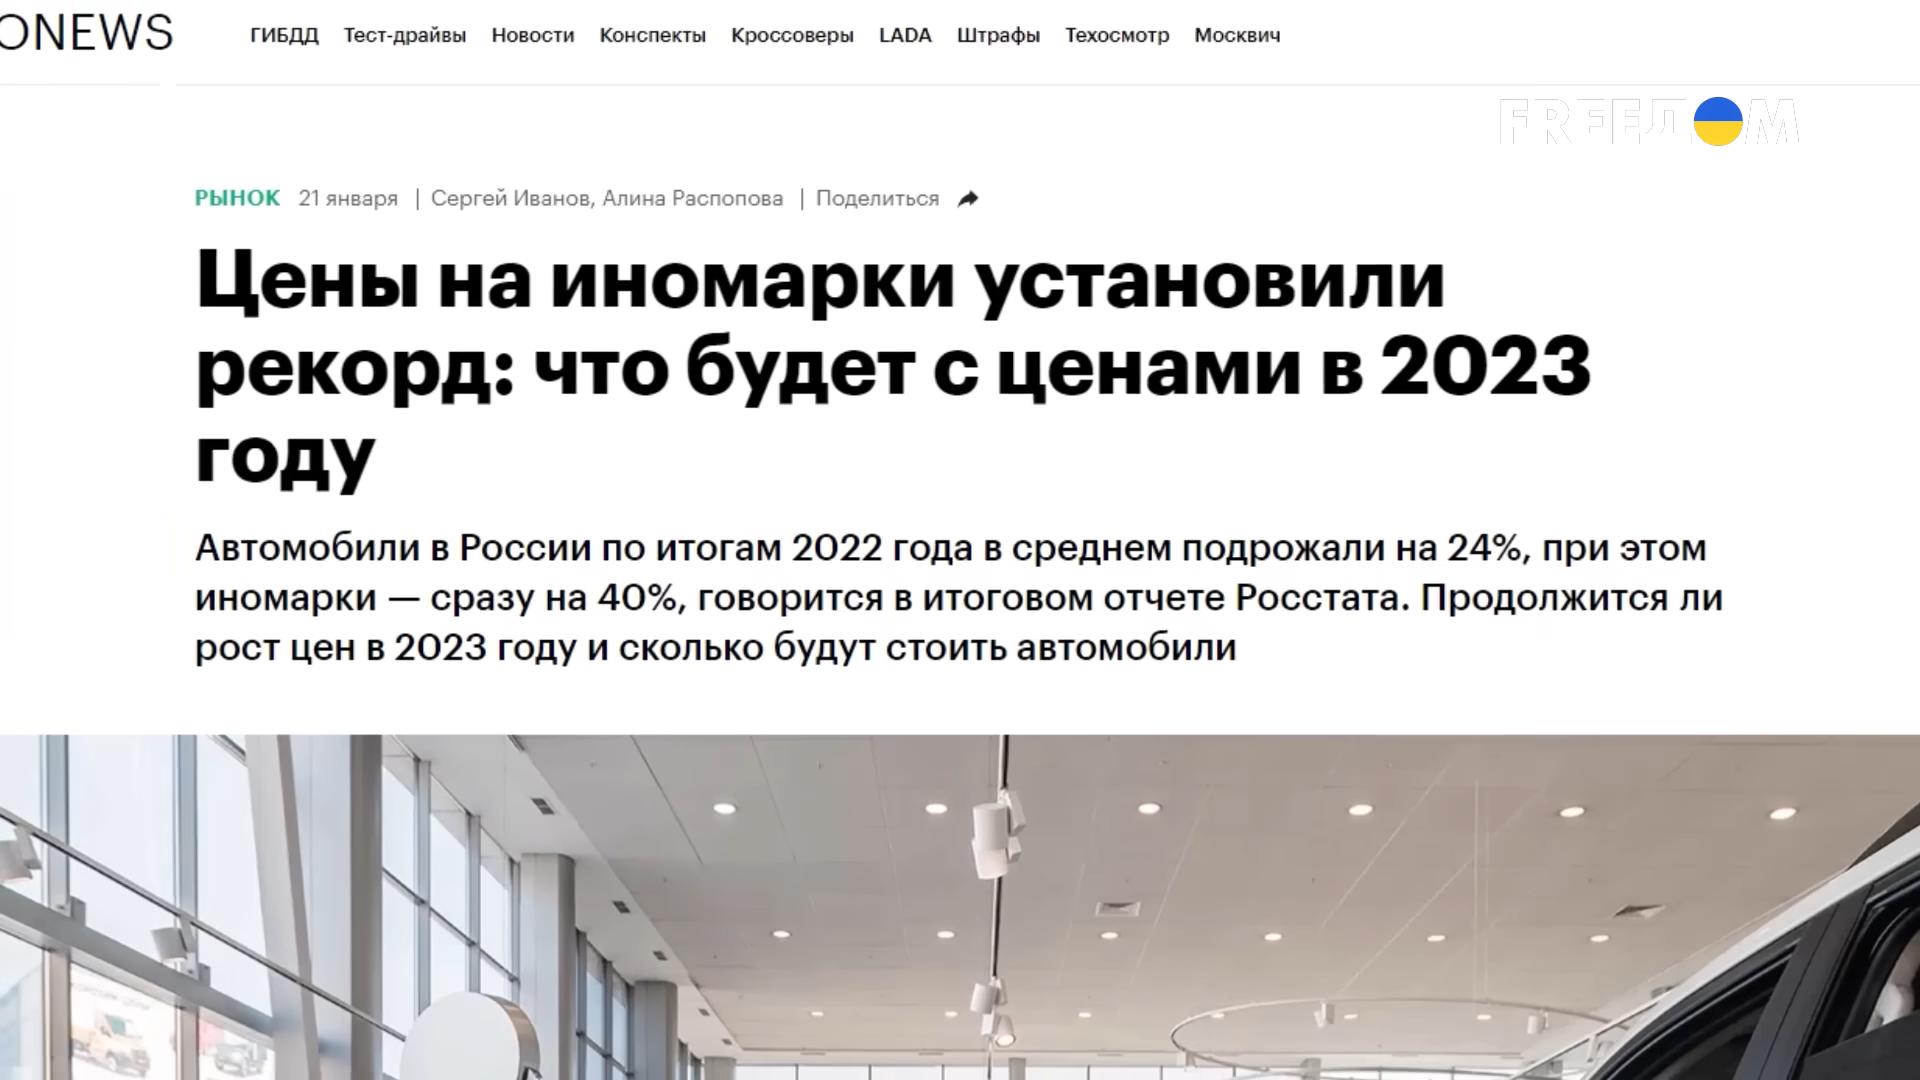 ONEWS
ГИБДД Тест-драйвы Новости Конспекты Кроссоверы LADA Штрафы Техосмотр Москвич
FREEДOM
РЫНОК 21 января | Сергей Иванов, Алина Распопова | Поделиться
Цены на иномарки установили
рекорд: что будет с ценами в 2023
году
Автомобили в России по итогам 2022 года в среднем подрожали на 24%, при этом
иномарки — сразу на 40%, говорится в итоговом отчете Росстата. Продолжится ли
рост цен в 2023 году и сколько будут стоить автомобили